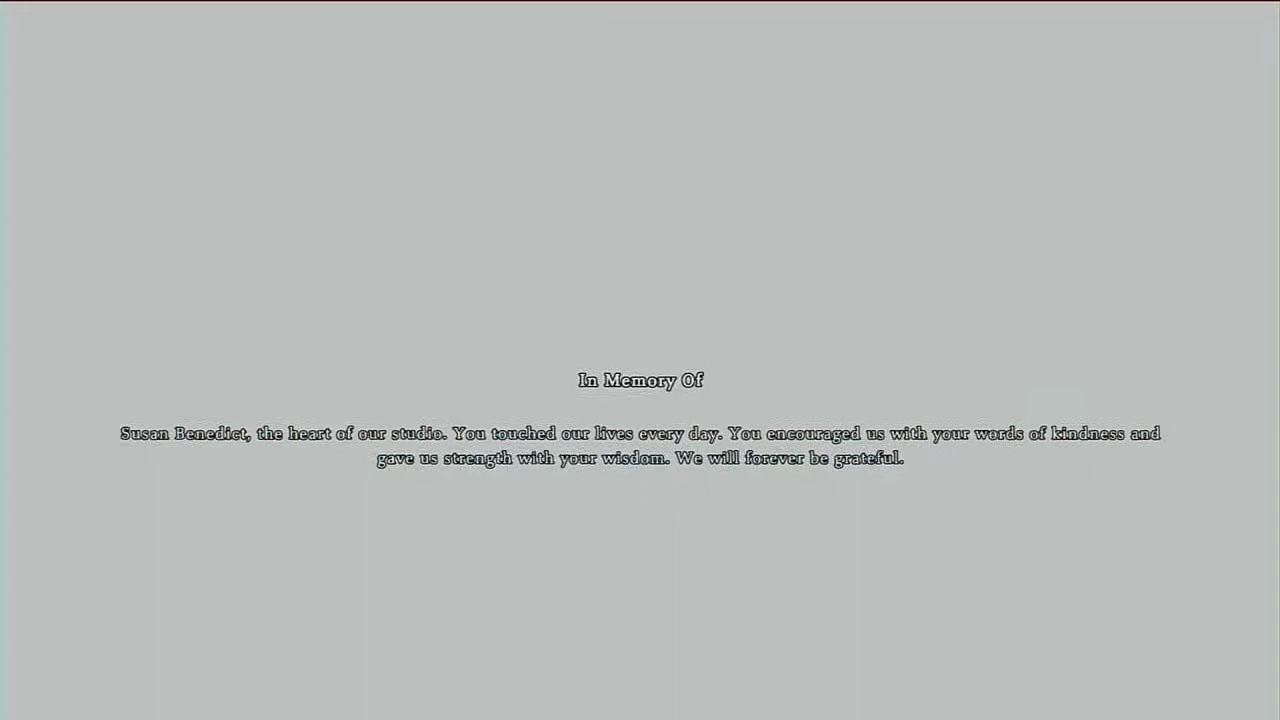 In Memory Of
Susan Benedict, the heart of our studio. You touched our lives every day. You encouraged us with your words of kindness and
gave us strength with your wisdom. We will forever be grateful.